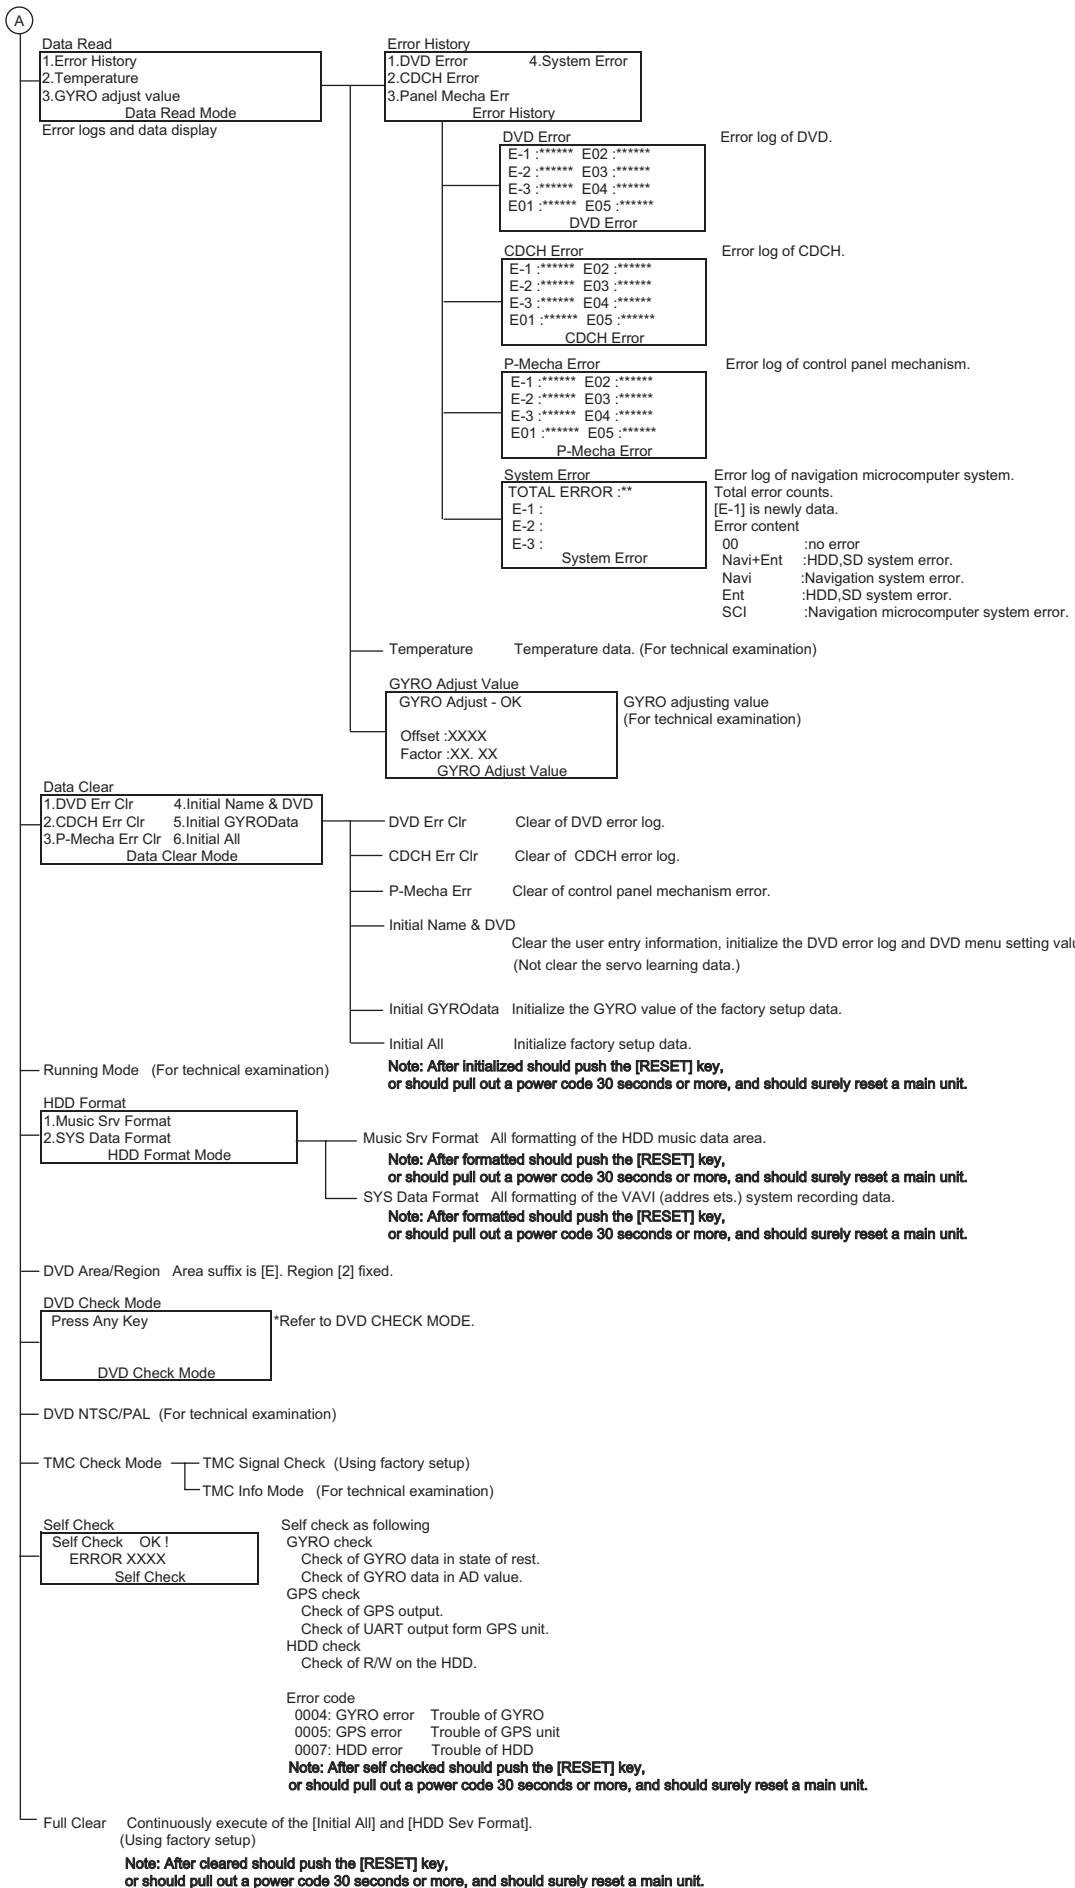 A
Data Read
1.Error History
2.Temperature
3.GYRO adjust value
Data Read Mode
Error logs and data display
Error History
1.DVD Error 4.System Error
2.CDCH Error
3.Panel Mecha Err
Error History
DVD Error
E-1 :****** E02 :******
E-2 :****** E03 :******
E-3 :****** E04 :******
E01 :****** E05 :******
DVD Error
Error log of DVD.
CDCH Error
E-1 :****** E02 :******
E-2 :****** E03 :******
E-3 :****** E04 :******
E01 :****** E05 :******
CDCH Error
Error log of CDCH.
P-Mecha Error
E-1 :****** E02 :******
E-2 :****** E03 :******
E-3 :****** E04 :******
E01 :****** E05 :******
P-Mecha Error
Error log of control panel mechanism.
System Error
TOTAL ERROR :**
E-1 :
E-2 :
E-3 :
System Error
Error log of navigation microcomputer system.
Total error counts.
[E-1] is newly data.
Error content
00 :no error
Navi+Ent :HDD,SD system error.
Navi :Navigation system error.
Ent :HDD,SD system error.
SCI :Navigation microcomputer system error.
Temperature Temperature data. (For technical examination)
GYRO Adjust Value
GYRO Adjust - OK
Offset :XXXX
Factor :XX. XX
GYRO Adjust Value
GYRO adjusting value
(For technical examination)
Data Clear
1.DVD Err Clr 4.Initial Name & DVD
2.CDCH Err Clr 5.Initial GYROData
3.P-Mecha Err Clr 6.Initial All
Data Clear Mode
DVD Err Clr Clear of DVD error log.
CDCH Err Clr Clear of CDCH error log.
P-Mecha Err Clear of control panel mechanism error.
Initial Name & DVD
Clear the user entry information, initialize the DVD error log and DVD menu setting valu
(Not clear the servo learning data.)
Initial GYROdata Initialize the GYRO value of the factory setup data.
Initial All Initialize factory setup data.
Note: After initialized should push the [RESET] key,
or should pull out a power code 30 seconds or more, and should surely reset a main unit.
Running Mode (For technical examination)
HDD Format
1.Music Srv Format
2.SYS Data Format
HDD Format Mode
Music Srv Format All formatting of the HDD music data area.
Note: After formatted should push the [RESET] key,
or should pull out a power code 30 seconds or more, and should surely reset a main unit.
SYS Data Format All formatting of the VAVI (addres ets.) system recording data.
Note: After formatted should push the [RESET] key,
or should pull out a power code 30 seconds or more, and should surely reset a main unit.
DVD Area/Region Area suffix is [E]. Region [2] fixed.
DVD Check Mode
Press Any Key
DVD Check Mode
*Refer to DVD CHECK MODE.
DVD NTSC/PAL (For technical examination)
TMC Check Mode TMC Signal Check (Using factory setup)
TMC Info Mode (For technical examination)
Self Check
Self Check OK !
ERROR XXXX
Self Check
Self check as following
GYRO check
Check of GYRO data in state of rest.
Check of GYRO data in AD value.
GPS check
Check of GPS output.
Check of UART output form GPS unit.
HDD check
Check of R/W on the HDD.
Error code
0004: GYRO error Trouble of GYRO
0005: GPS error Trouble of GPS unit
0007: HDD error Trouble of HDD
Note: After self checked should push the [RESET] key,
or should pull out a power code 30 seconds or more, and should surely reset a main unit.
Full Clear Continuously execute of the [Initial All] and [HDD Sev Format].
(Using factory setup)
Note: After cleared should push the [RESET] key,
or should pull out a power code 30 seconds or more, and should surely reset a main unit.